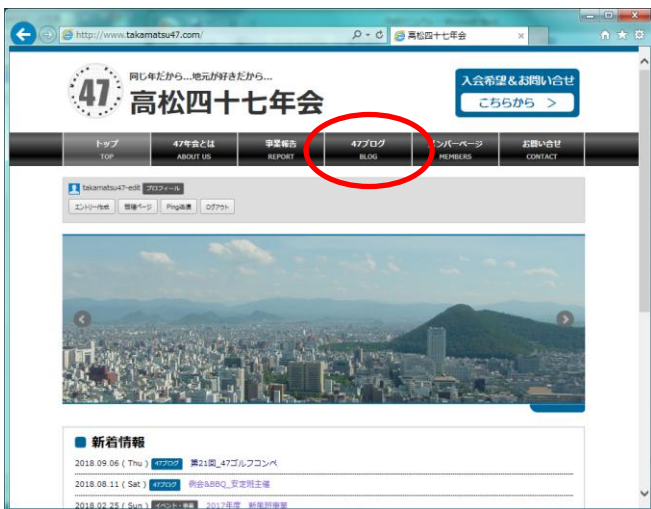 http://www.takamatsu47.com/
高松四十七年会
47
同じ年だから...地元が好きだから...
高松四十七年会
入会希望&お問い合せ
こちらから >
トップ 47年会とは 事業報告 47ブログ メンバーページ お問い合せ
TOP ABOUT US REPORT BLOG MEMBERS CONTACT
takamatsu47-edit プロフィール
エントリー作成 管理ページ Ping送信 ログアウト
新着情報
2018.09.06 ( Thu ) 47ブログ 第21回_47ゴルフコンペ
2018.08.11 ( Sat ) 47ブログ 例会&BBQ_安定班主催
2018.02.25 ( Sun ) イベント・事業 2017年度